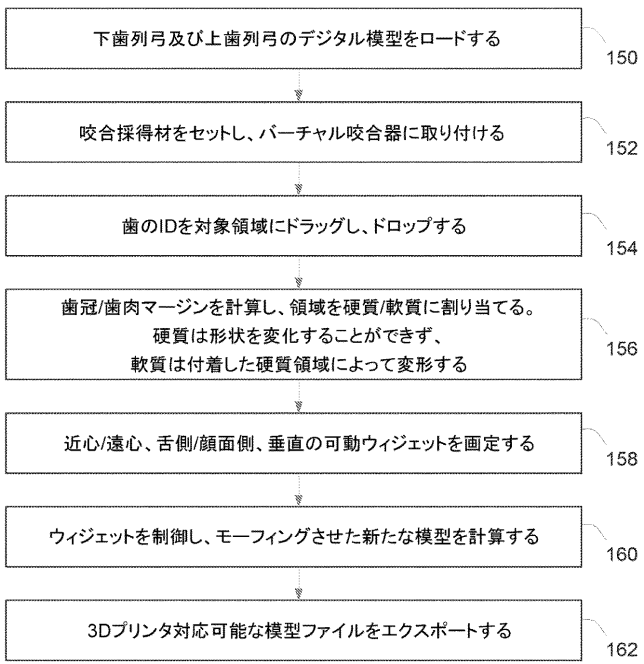 下歯列弓及び上歯列弓のデジタル模型をロードする
150
咬合採得材をセットし、バーチャル咬合器に取り付ける
152
歯のIDを対象領域にドラッグし、ドロップする
154
歯冠/歯肉マージンを計算し、領域を硬質/軟質に割り当てる。
硬質は形状を変化することができず、
軟質は付着した硬質領域によって変形する
156
近心/遠心、舌側/顔面側、垂直の可動ウィジェットを画定する
158
ウィジェットを制御し、モーフィングさせた新たな模型を計算する
160
3Dプリンタ対応可能な模型ファイルをエクスポートする
162